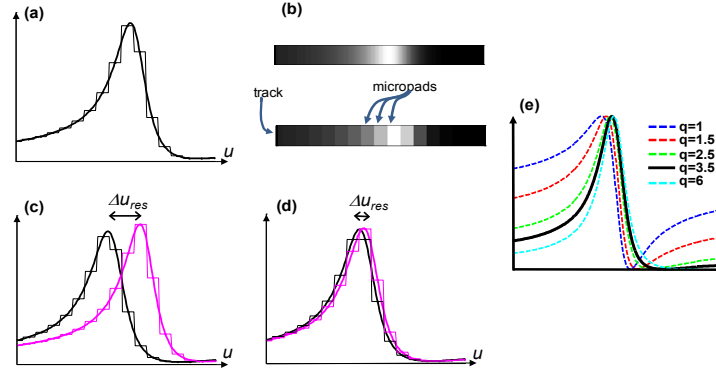 (a)
u
(b)
track
micropads
(c)
Δu_res
u
(d)
Δu_res
u
(e)
q=1
q=1.5
q=2.5
q=3.5
q=6